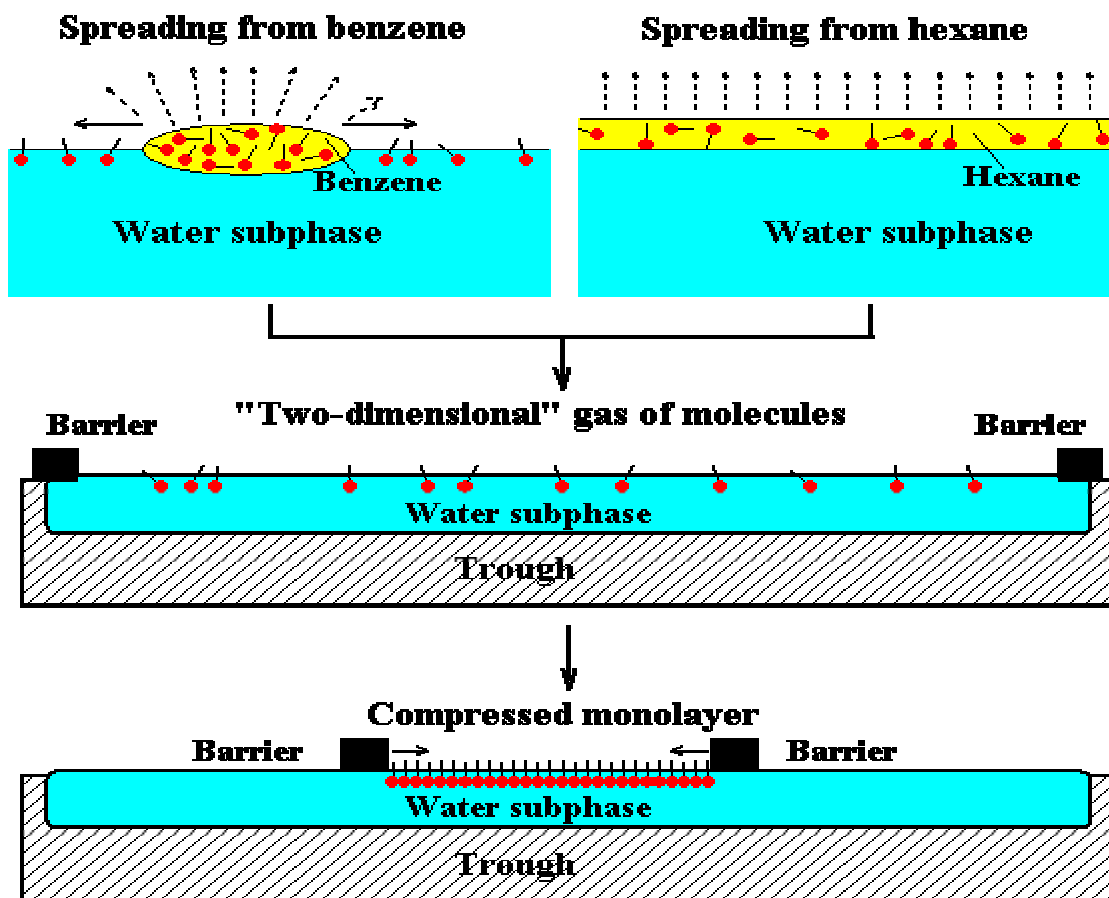 Spreading from benzene
Spreading from hexane
Benzene
Hexane
Water subphase
Water subphase
"Two-dimensional" gas of molecules
Barrier
Barrier
Water subphase
Trough
Compressed monolayer
Barrier
Barrier
Water subphase
Trough